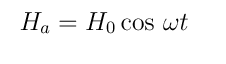 H_a = H_0 cos ωt